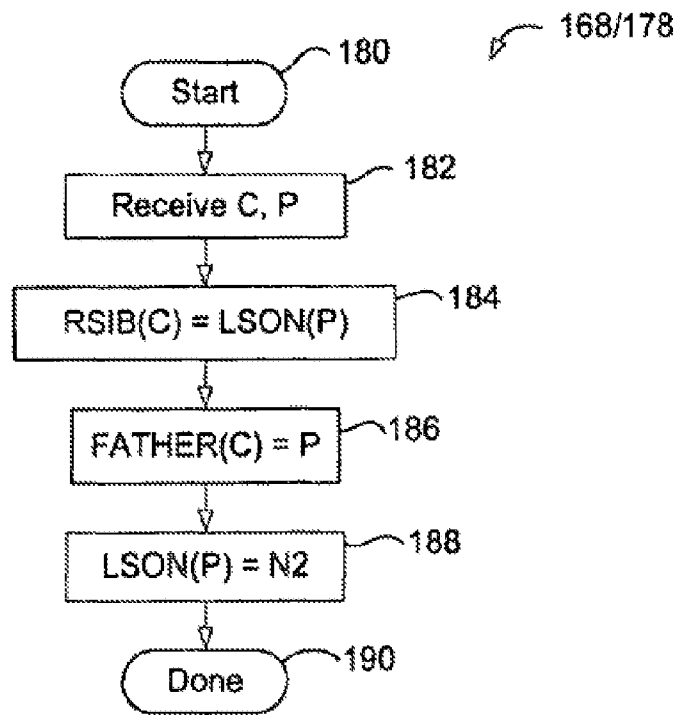 168/178
180
Start
182
Receive C, P
184
RSIB(C) = LSON(P)
186
FATHER(C) = P
188
LSON(P) = N2
190
Done